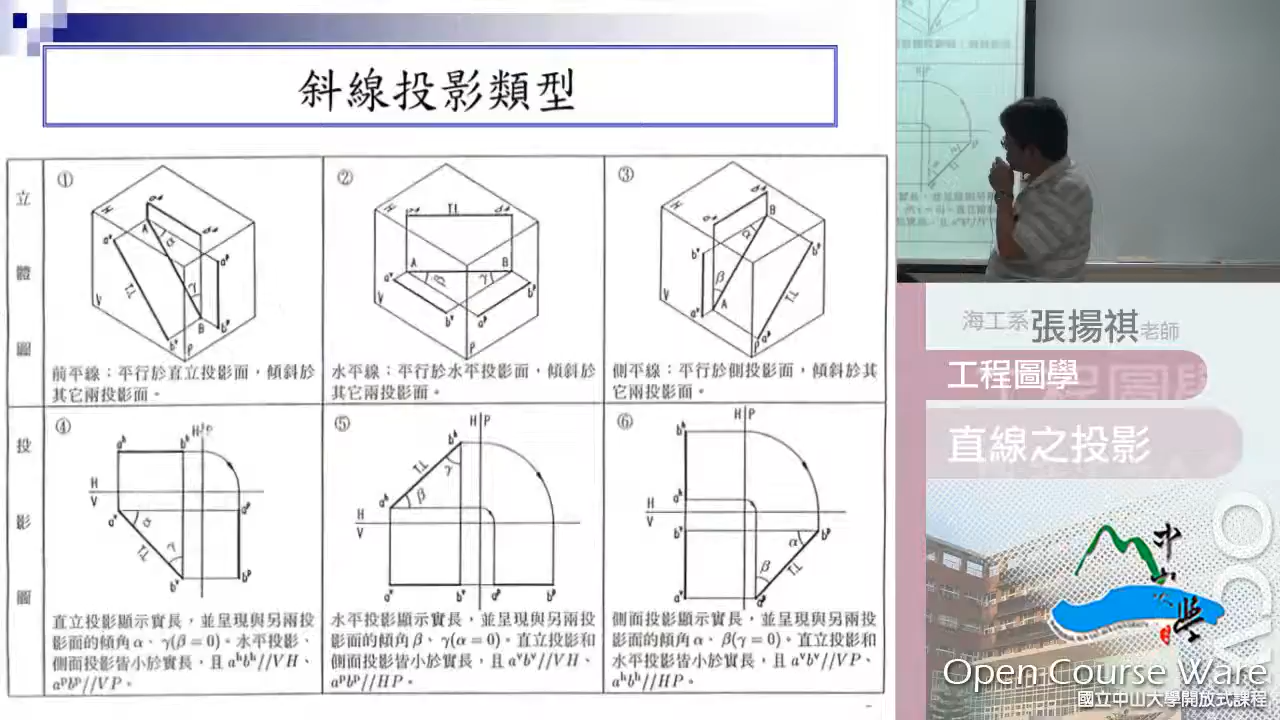 斜線投影類型
立體圖
①
②
③
前平線：平行於直立投影面，傾斜於
其它兩投影面。
水平線：平行於水平投影面，傾斜於
其它兩投影面。
側平線：平行於側投影面，傾斜於其
它兩投影面。
投影圖
④
⑤
⑥
直立投影顯示實長，並呈現與另兩投
影面的傾角α、γ(β=0)。水平投影、
側面投影皆小於實長，且aʰbʰ//VH、
aᵖbᵖ//VP。
水平投影顯示實長，並呈現與另兩投
影面的傾角β、γ(α=0)。直立投影和
側面投影皆小於實長，且aᵛbᵛ//VH、
aᵖbᵖ//HP。
側面投影顯示實長，並呈現與另兩投
影面的傾角α、β(γ=0)。直立投影和
水平投影皆小於實長，且aᵛbᵛ//VP、
aʰbʰ//HP。
海工系張揚祺老師
工程圖學
直線之投影
Open Course Ware
國立中山大學開放式課程